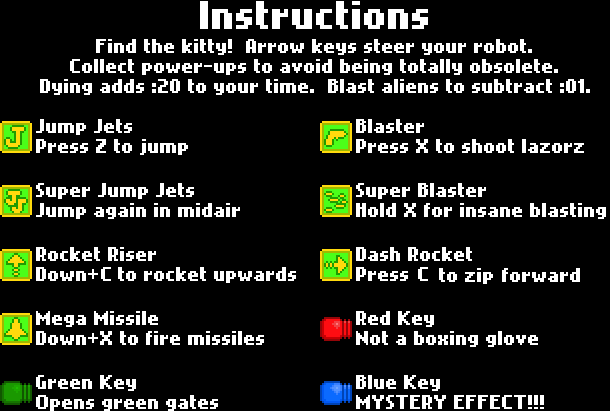 Instructions
Find the kitty! Arrow keys steer your robot.
Collect power-ups to avoid being totally obsolete.
Dying adds :20 to your time. Blast aliens to subtract :01.
Jump Jets
Press Z to jump
Blaster
Press X to shoot lazorz
Super Jump Jets
Jump again in midair
Super Blaster
Hold X for insane blasting
Rocket Riser
Down+C to rocket upwards
Dash Rocket
Press C to zip forward
Mega Missile
Down+X to fire missiles
Red Key
Not a boxing glove
Green Key
Opens green gates
Blue Key
MYSTERY EFFECT!!!